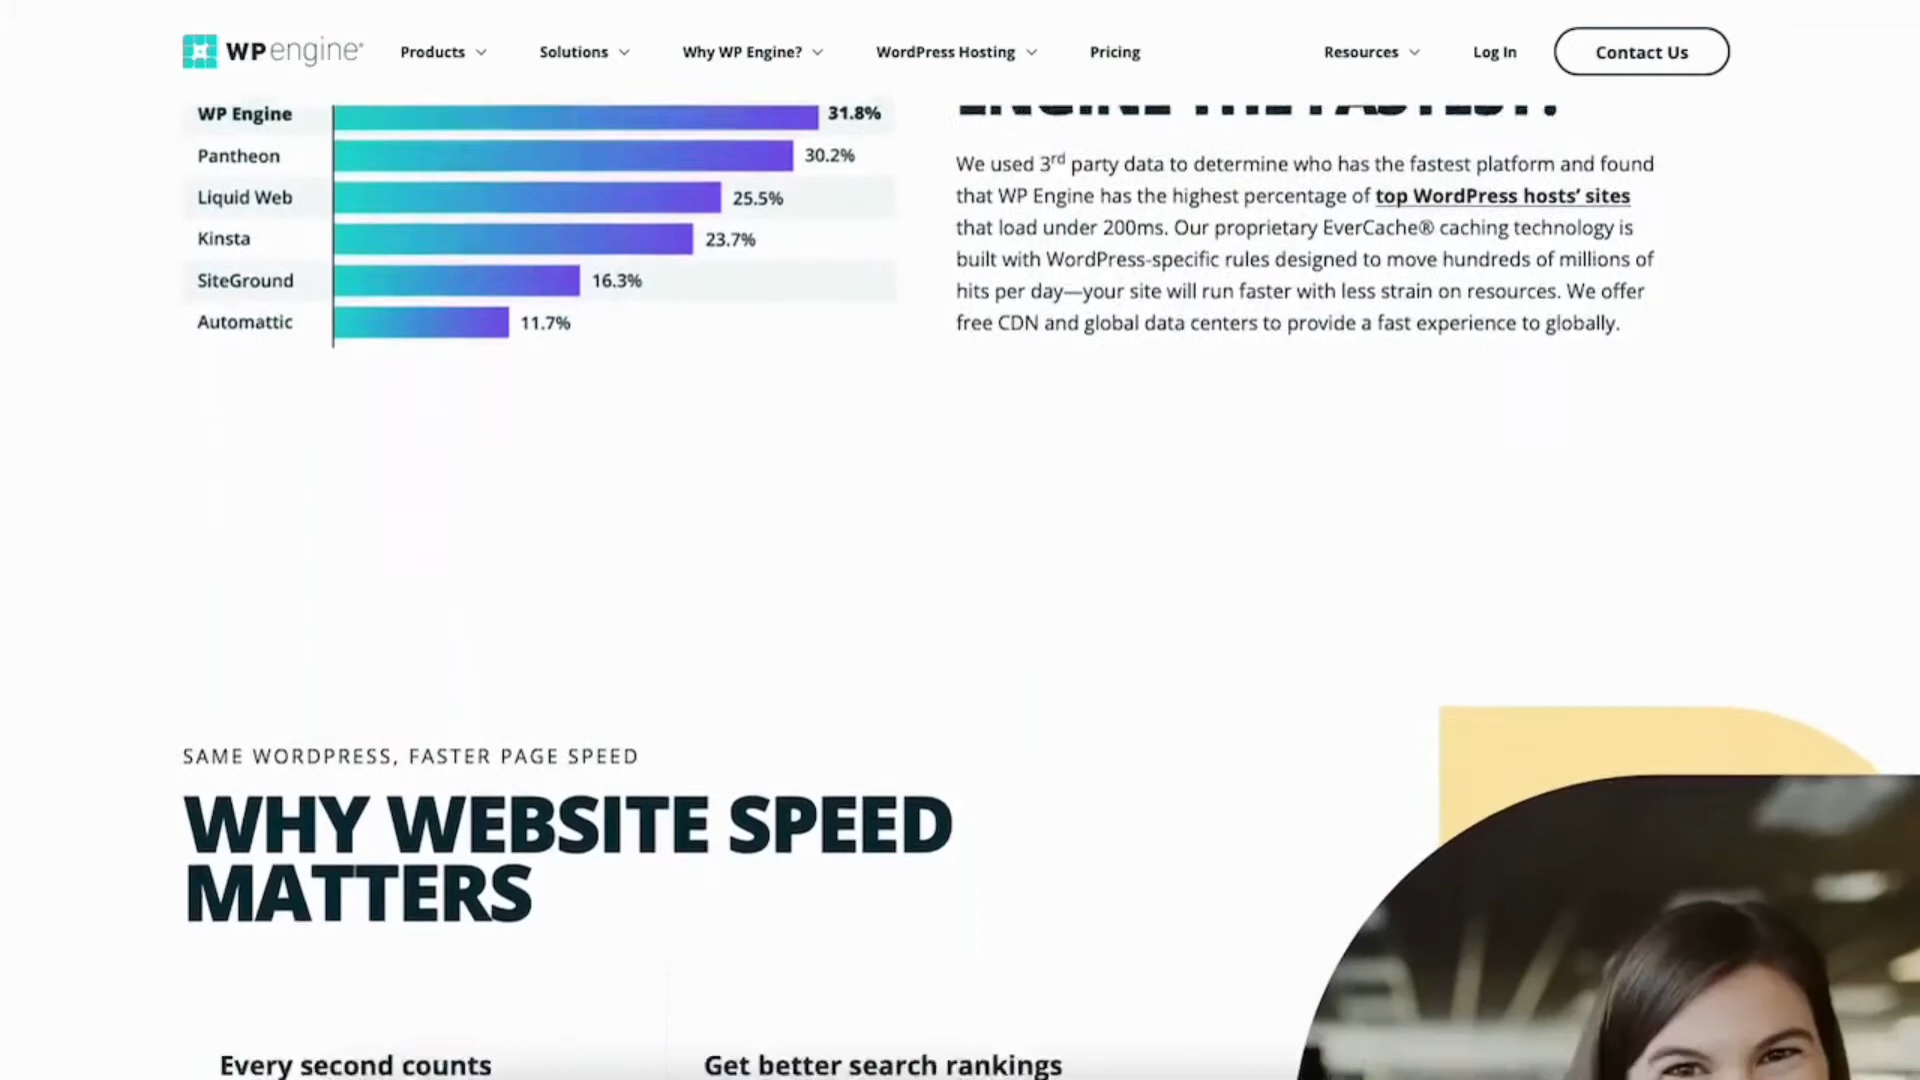 WP engine®
Products
Solutions
Why WP Engine?
WordPress Hosting
Pricing
Resources
Log In
Contact Us
WP Engine 31.8%
Pantheon 30.2%
Liquid Web 25.5%
Kinsta 23.7%
SiteGround 16.3%
Automattic 11.7%
ENGINE THE FASTEST?
We used 3rd party data to determine who has the fastest platform and found
that WP Engine has the highest percentage of top WordPress hosts’ sites
that load under 200ms. Our proprietary EverCache® caching technology is
built with WordPress-specific rules designed to move hundreds of millions of
hits per day—your site will run faster with less strain on resources. We offer
free CDN and global data centers to provide a fast experience to globally.
SAME WORDPRESS, FASTER PAGE SPEED
WHY WEBSITE SPEED
MATTERS
Every second counts
Get better search rankings